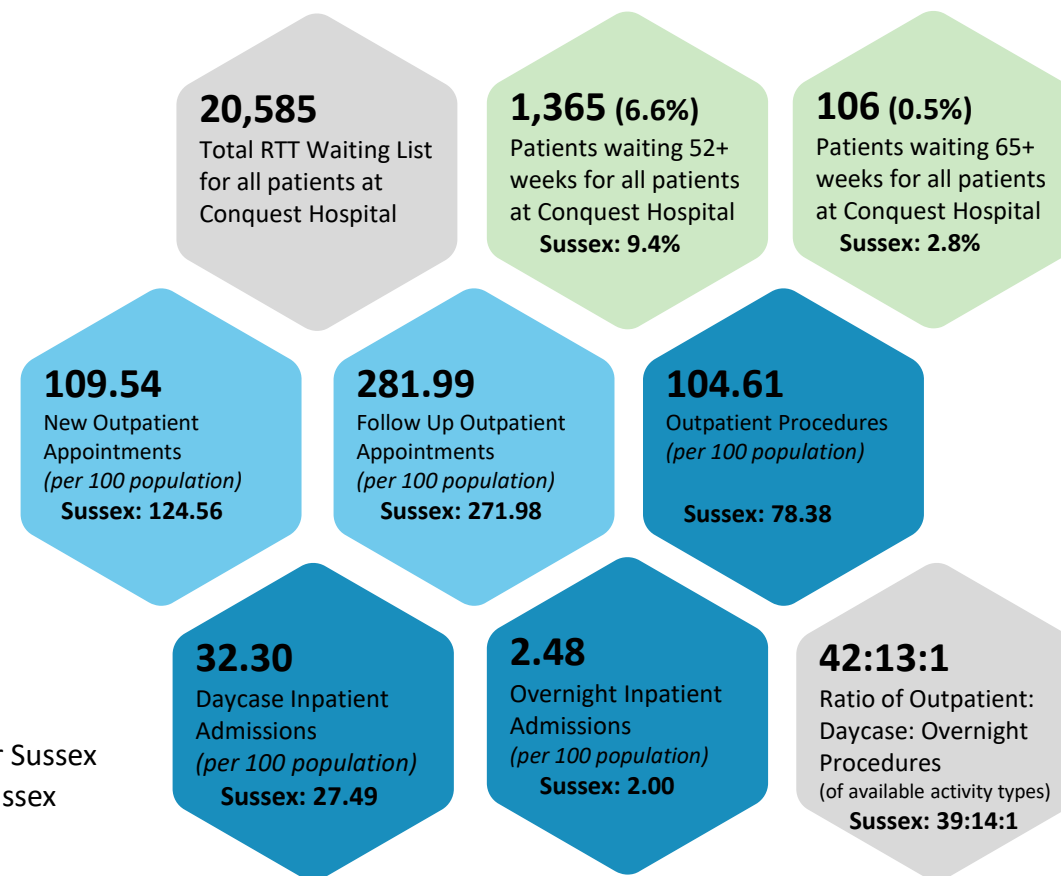 20,585
Total RTT Waiting List
for all patients at
Conquest Hospital
1,365 (6.6%)
Patients waiting 52+
weeks for all patients
at Conquest Hospital
Sussex: 9.4%
106 (0.5%)
Patients waiting 65+
weeks for all patients
at Conquest Hospital
Sussex: 2.8%
109.54
New Outpatient
Appointments
(per 100 population)
Sussex: 124.56
281.99
Follow Up Outpatient
Appointments
(per 100 population)
Sussex: 271.98
104.61
Outpatient Procedures
(per 100 population)
Sussex: 78.38
32.30
Daycase Inpatient
Admissions
(per 100 population)
Sussex: 27.49
2.48
Overnight Inpatient
Admissions
(per 100 population)
Sussex: 2.00
42:13:1
Ratio of Outpatient:
Daycase: Overnight
Procedures
(of available activity types)
Sussex: 39:14:1
Sussex